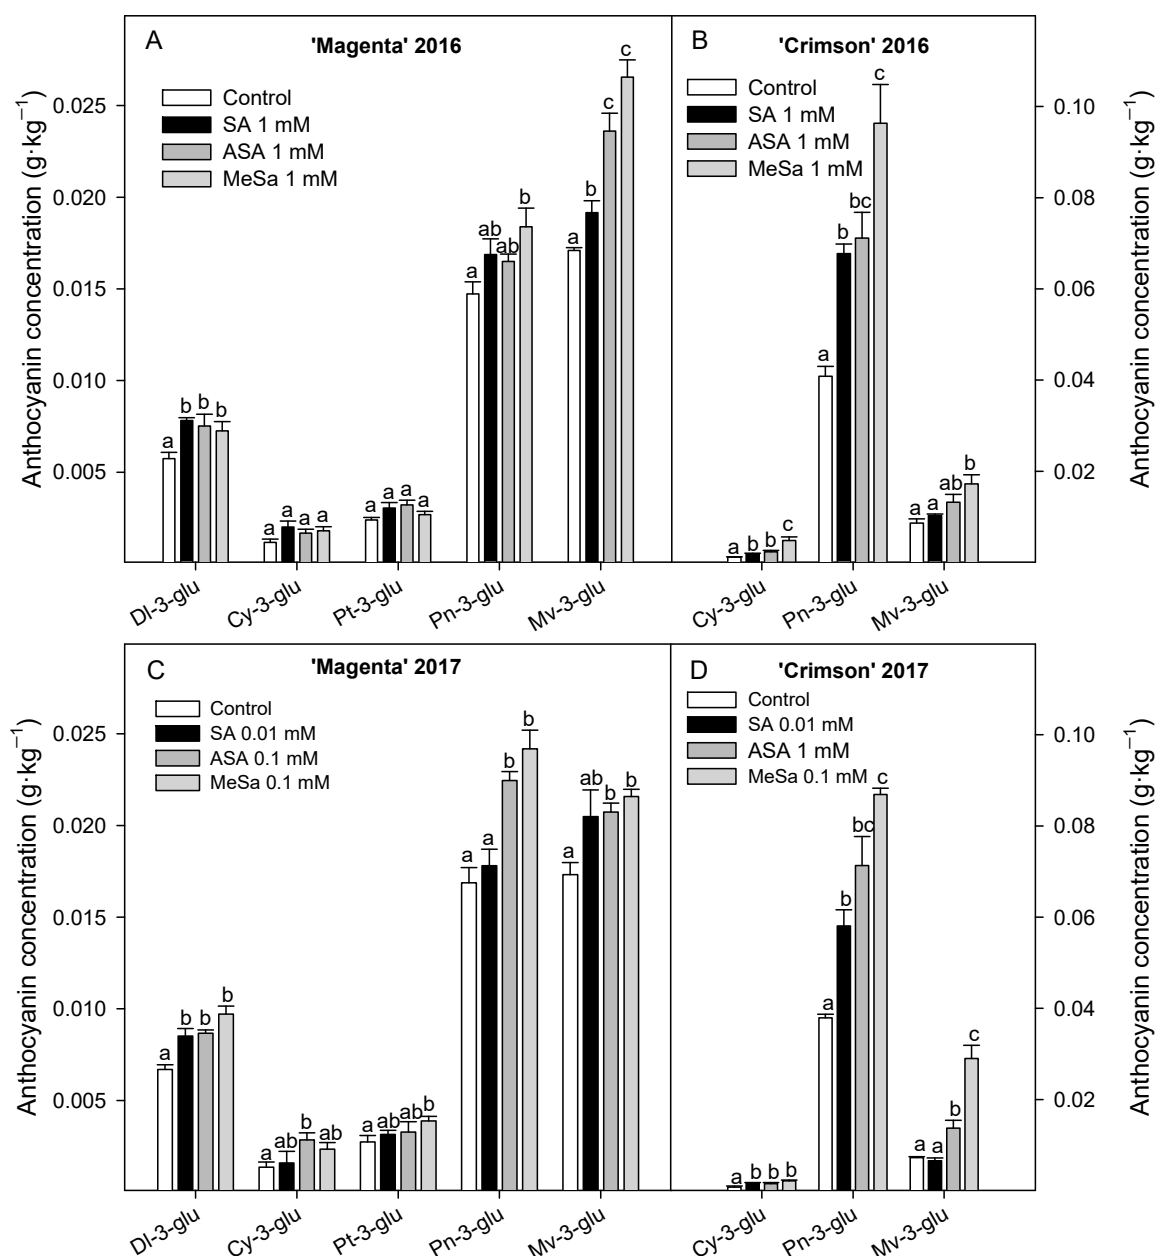 A
'Magenta' 2016
Control
SA 1 mM
ASA 1 mM
MeSa 1 mM
Anthocyanin concentration (g·kg−1)
0.025
0.020
0.015
0.010
0.005
a b b b
a a a a
a a a a
a ab ab b
a b c c
Dl-3-glu
Cy-3-glu
Pt-3-glu
Pn-3-glu
Mv-3-glu
B
'Crimson' 2016
Control
SA 1 mM
ASA 1 mM
MeSa 1 mM
0.10
0.08
0.06
0.04
0.02
Anthocyanin concentration (g·kg−1)
a b b c
a b bc c
a a ab b
Cy-3-glu
Pn-3-glu
Mv-3-glu
C
'Magenta' 2017
Control
SA 0.01 mM
ASA 0.1 mM
MeSa 0.1 mM
Anthocyanin concentration (g·kg−1)
0.025
0.020
0.015
0.010
0.005
a b b b
a ab b ab
a ab ab b
a a b b
a ab b b
Dl-3-glu
Cy-3-glu
Pt-3-glu
Pn-3-glu
Mv-3-glu
D
'Crimson' 2017
Control
SA 0.01 mM
ASA 1 mM
MeSa 0.1 mM
0.10
0.08
0.06
0.04
0.02
Anthocyanin concentration (g·kg−1)
a b b b
a b bc c
a a b c
Cy-3-glu
Pn-3-glu
Mv-3-glu